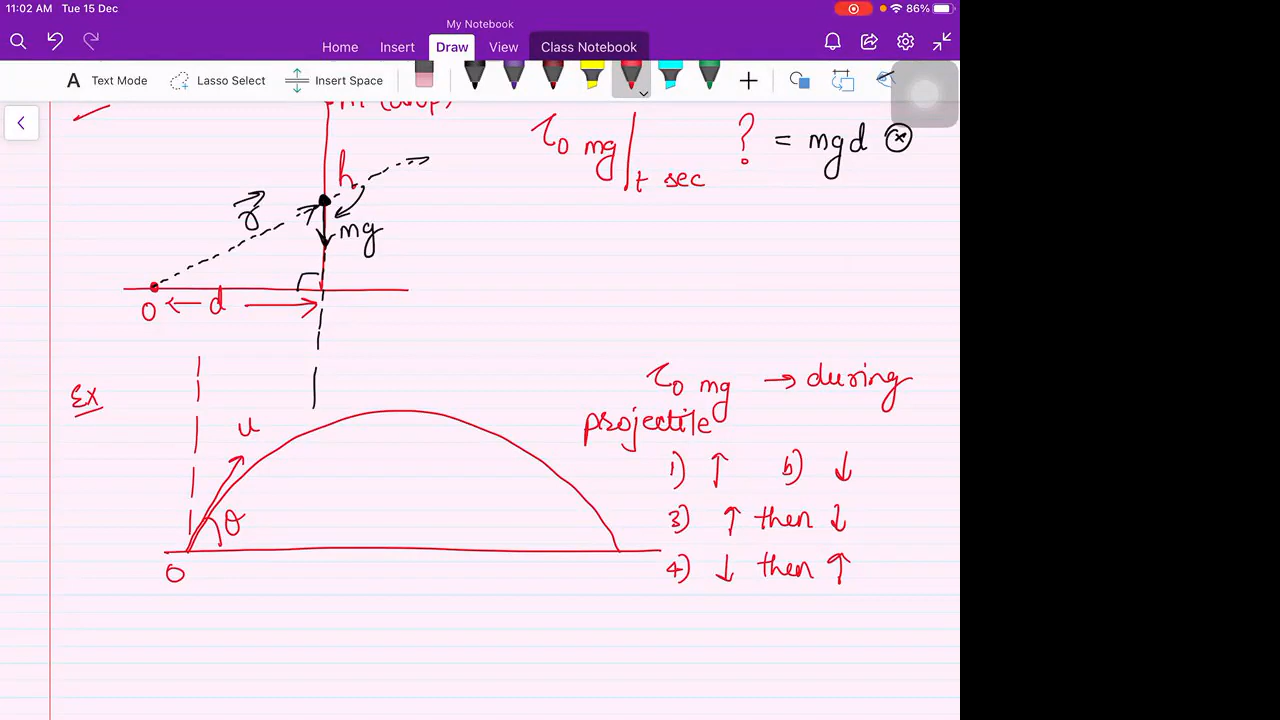 11:02 AM Tue 15 Dec
86%
My Notebook
Home Insert Draw View Class Notebook
Text Mode Lasso Select Insert Space
τ₀ mg | t sec ? = mgd ⊗
h
r⃗
mg
O ← d →
Ex
u
θ
O
τ₀ mg → during
projectile
1) ↑ b) ↓
3) ↑ then ↓
4) ↓ then ↑